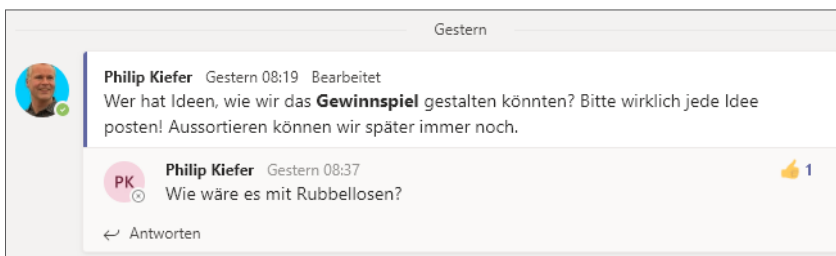 Gestern
Philip Kiefer Gestern 08:19 Bearbeitet
Wer hat Ideen, wie wir das Gewinnspiel gestalten könnten? Bitte wirklich jede Idee
posten! Aussortieren können wir später immer noch.
PK
Philip Kiefer Gestern 08:37
1
Wie wäre es mit Rubbellosen?
Antworten